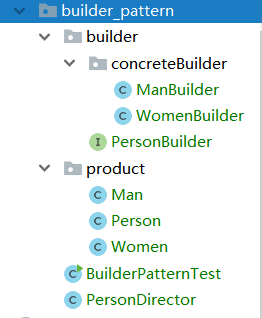 builder_pattern
builder
concreteBuilder
C ManBuilder
C WomenBuilder
I PersonBuilder
product
C Man
C Person
C Women
C BuilderPatternTest
C PersonDirector